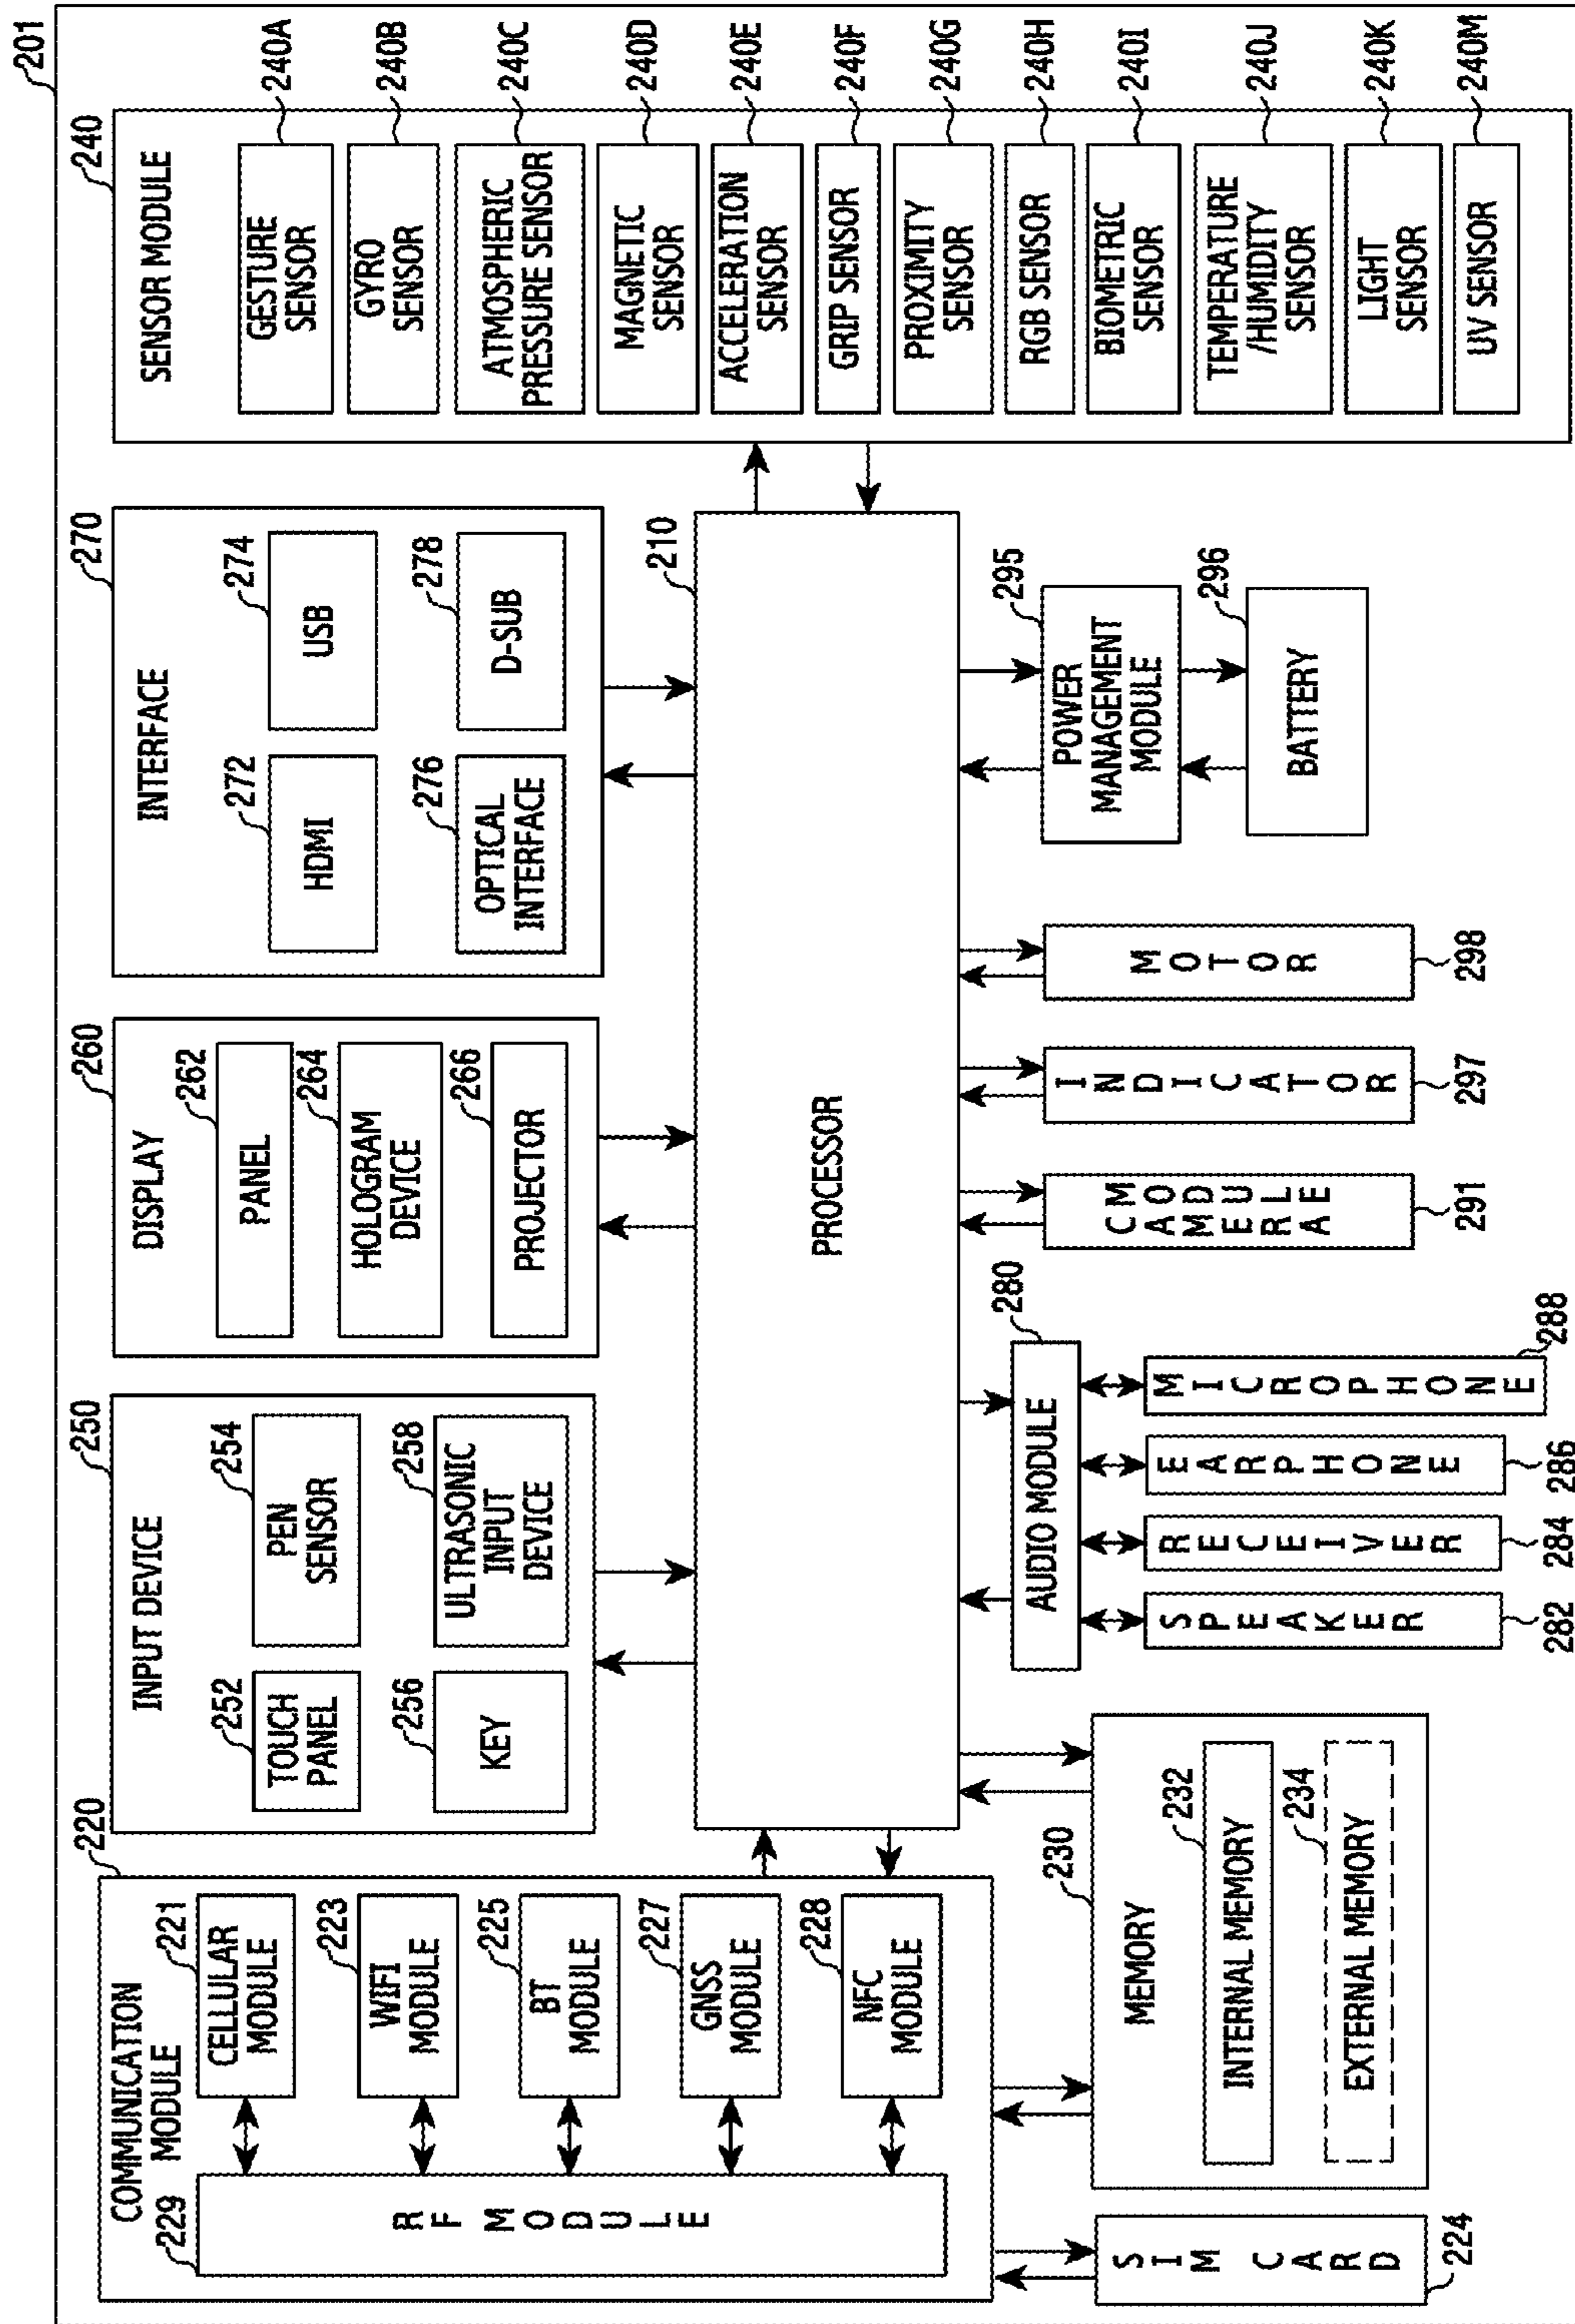 201
COMMUNICATION
MODULE
220
229
RF MODULE
221
CELLULAR
MODULE
223
WIFI
MODULE
225
BT
MODULE
227
GNSS
MODULE
228
NFC
MODULE
SIM CARD
224
INPUT DEVICE
250
252
TOUCH
PANEL
254
PEN
SENSOR
256
KEY
258
ULTRASONIC
INPUT
DEVICE
DISPLAY
260
262
PANEL
264
HOLOGRAM
DEVICE
266
PROJECTOR
INTERFACE
270
272
HDMI
274
USB
276
OPTICAL
INTERFACE
278
D-SUB
SENSOR MODULE
240
GESTURE
SENSOR
240A
GYRO
SENSOR
240B
ATMOSPHERIC
PRESSURE SENSOR
240C
MAGNETIC
SENSOR
240D
ACCELERATION
SENSOR
240E
GRIP SENSOR
240F
PROXIMITY
SENSOR
240G
RGB SENSOR
240H
BIOMETRIC
SENSOR
240I
TEMPERATURE
/HUMIDITY
SENSOR
240J
LIGHT
SENSOR
240K
UV SENSOR
240M
PROCESSOR
210
230
MEMORY
232
INTERNAL MEMORY
234
EXTERNAL MEMORY
280
AUDIO MODULE
SPEAKER
282
RECEIVER
284
EARPHONE
286
MICROPHONE
288
CAMERA
MODULE
291
INDICATOR
297
MOTOR
298
295
POWER
MANAGEMENT
MODULE
296
BATTERY